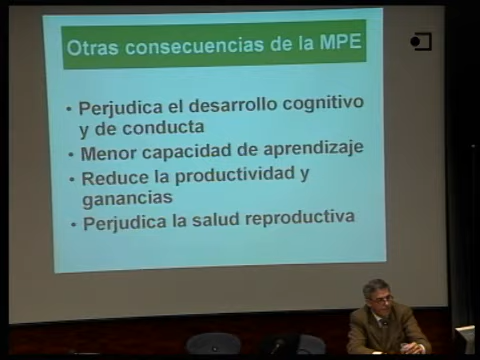 Otras consecuencias de la MPE
• Perjudica el desarrollo cognitivo
y de conducta
• Menor capacidad de aprendizaje
• Reduce la productividad y
ganancias
• Perjudica la salud reproductiva